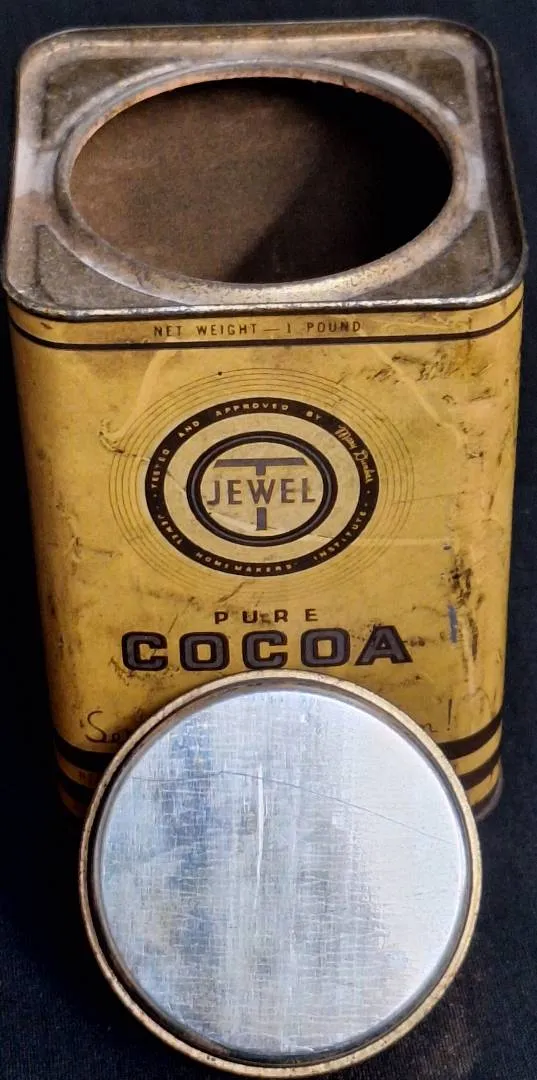 NET WEIGHT — 1 POUND
TESTED AND APPROVED BY Mary Dunbar
T
JEWEL
JEWEL HOMEMAKERS INSTITUTE
PURE
COCOA